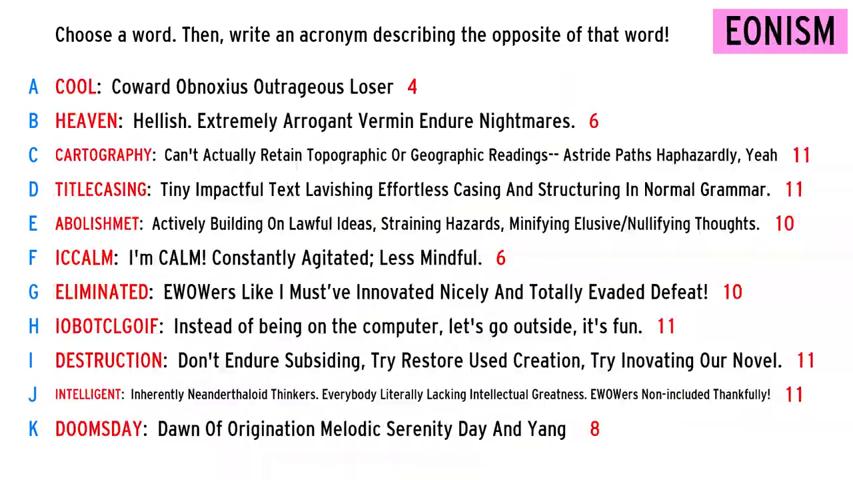 Choose a word. Then, write an acronym describing the opposite of that word!
EONISM
A COOL: Coward Obnoxius Outrageous Loser 4
B HEAVEN: Hellish. Extremely Arrogant Vermin Endure Nightmares. 6
C CARTOGRAPHY: Can't Actually Retain Topographic Or Geographic Readings-- Astride Paths Haphazardly, Yeah 11
D TITLECASING: Tiny Impactful Text Lavishing Effortless Casing And Structuring In Normal Grammar. 11
E ABOLISHMET: Actively Building On Lawful Ideas, Straining Hazards, Minifying Elusive/Nullifying Thoughts. 10
F ICCALM: I'm CALM! Constantly Agitated; Less Mindful. 6
G ELIMINATED: EWOWers Like I Must've Innovated Nicely And Totally Evaded Defeat! 10
H IOBOTCLGOIF: Instead of being on the computer, let's go outside, it's fun. 11
I DESTRUCTION: Don't Endure Subsiding, Try Restore Used Creation, Try Inovating Our Novel. 11
J INTELLIGENT: Inherently Neanderthaloid Thinkers. Everybody Literally Lacking Intellectual Greatness. EWOWers Non-included Thankfully! 11
K DOOMSDAY: Dawn Of Origination Melodic Serenity Day And Yang 8